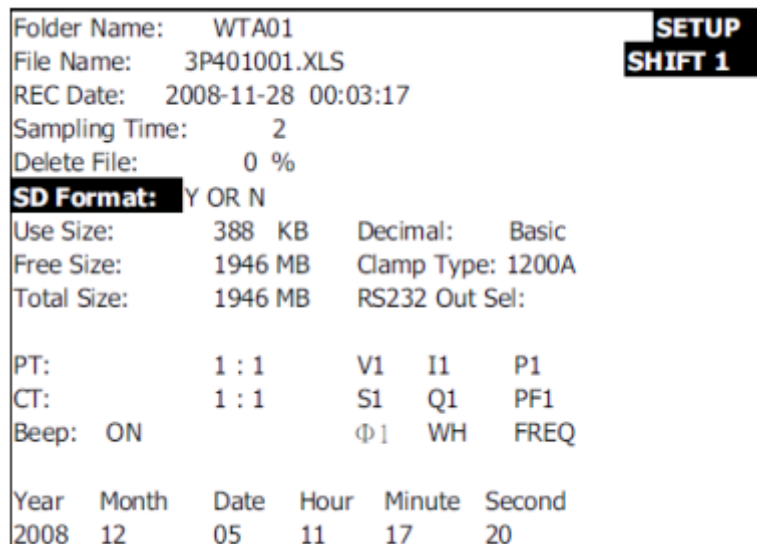 Folder Name: WTA01 SETUP
File Name: 3P401001.XLS SHIFT 1
REC Date: 2008-11-28 00:03:17
Sampling Time: 2
Delete File: 0 %
SD Format: Y OR N
Use Size: 388 KB Decimal: Basic
Free Size: 1946 MB Clamp Type: 1200A
Total Size: 1946 MB RS232 Out Sel:
PT: 1 : 1 V1 I1 P1
CT: 1 : 1 S1 Q1 PF1
Beep: ON Φ1 WH FREQ
Year Month Date Hour Minute Second
2008 12 05 11 17 20